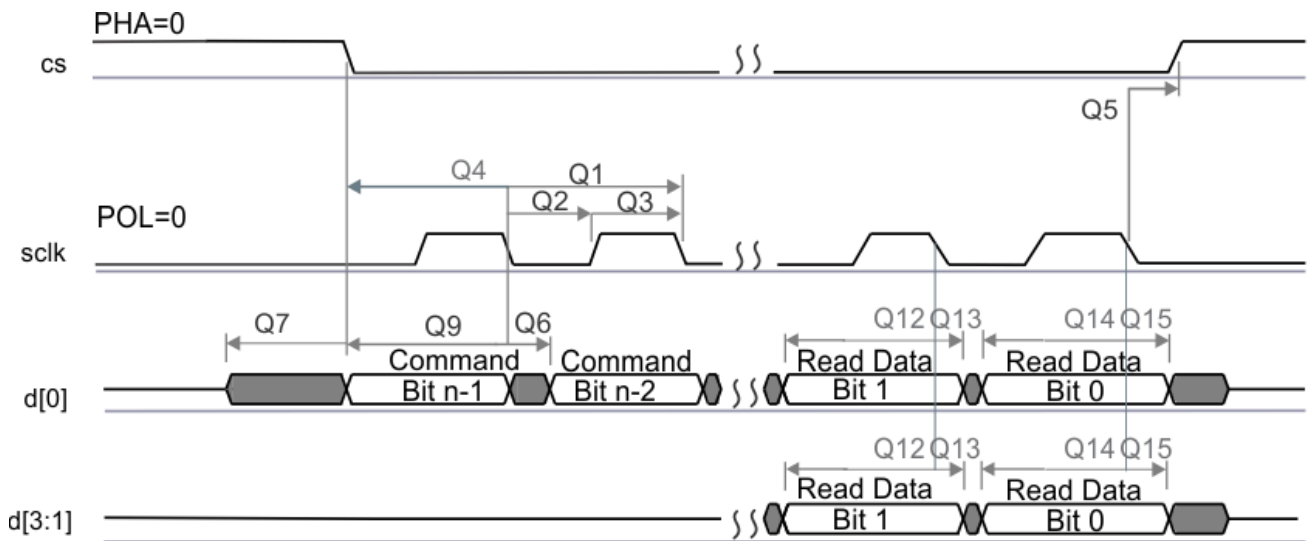 PHA=0
cs
Q5
Q4 Q1
Q2 Q3
POL=0
sclk
Q7 Q9 Q6 Q12 Q13 Q14 Q15
Command Command Read Data Read Data
d[0] Bit n-1 Bit n-2 Bit 1 Bit 0
Q12 Q13 Q14 Q15
Read Data Read Data
d[3:1] Bit 1 Bit 0